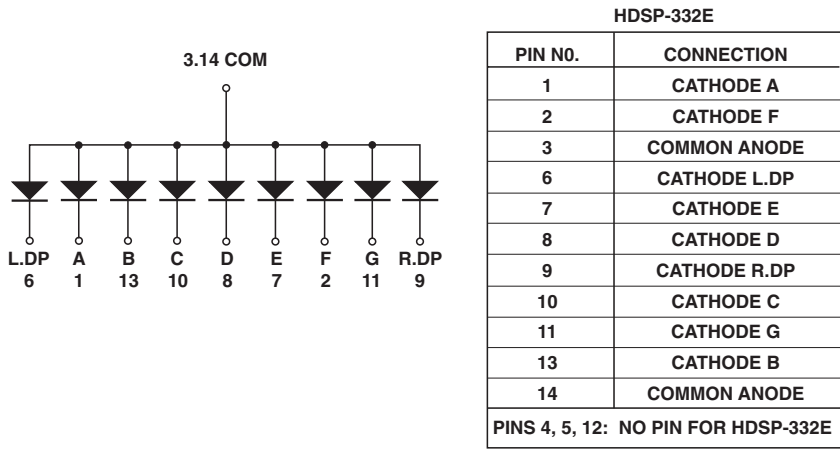 3.14 COM
L.DP A B C D E F G R.DP
6 1 13 10 8 7 2 11 9
HDSP-332E
PIN N0. CONNECTION
1 CATHODE A
2 CATHODE F
3 COMMON ANODE
6 CATHODE L.DP
7 CATHODE E
8 CATHODE D
9 CATHODE R.DP
10 CATHODE C
11 CATHODE G
13 CATHODE B
14 COMMON ANODE
PINS 4, 5, 12: NO PIN FOR HDSP-332E